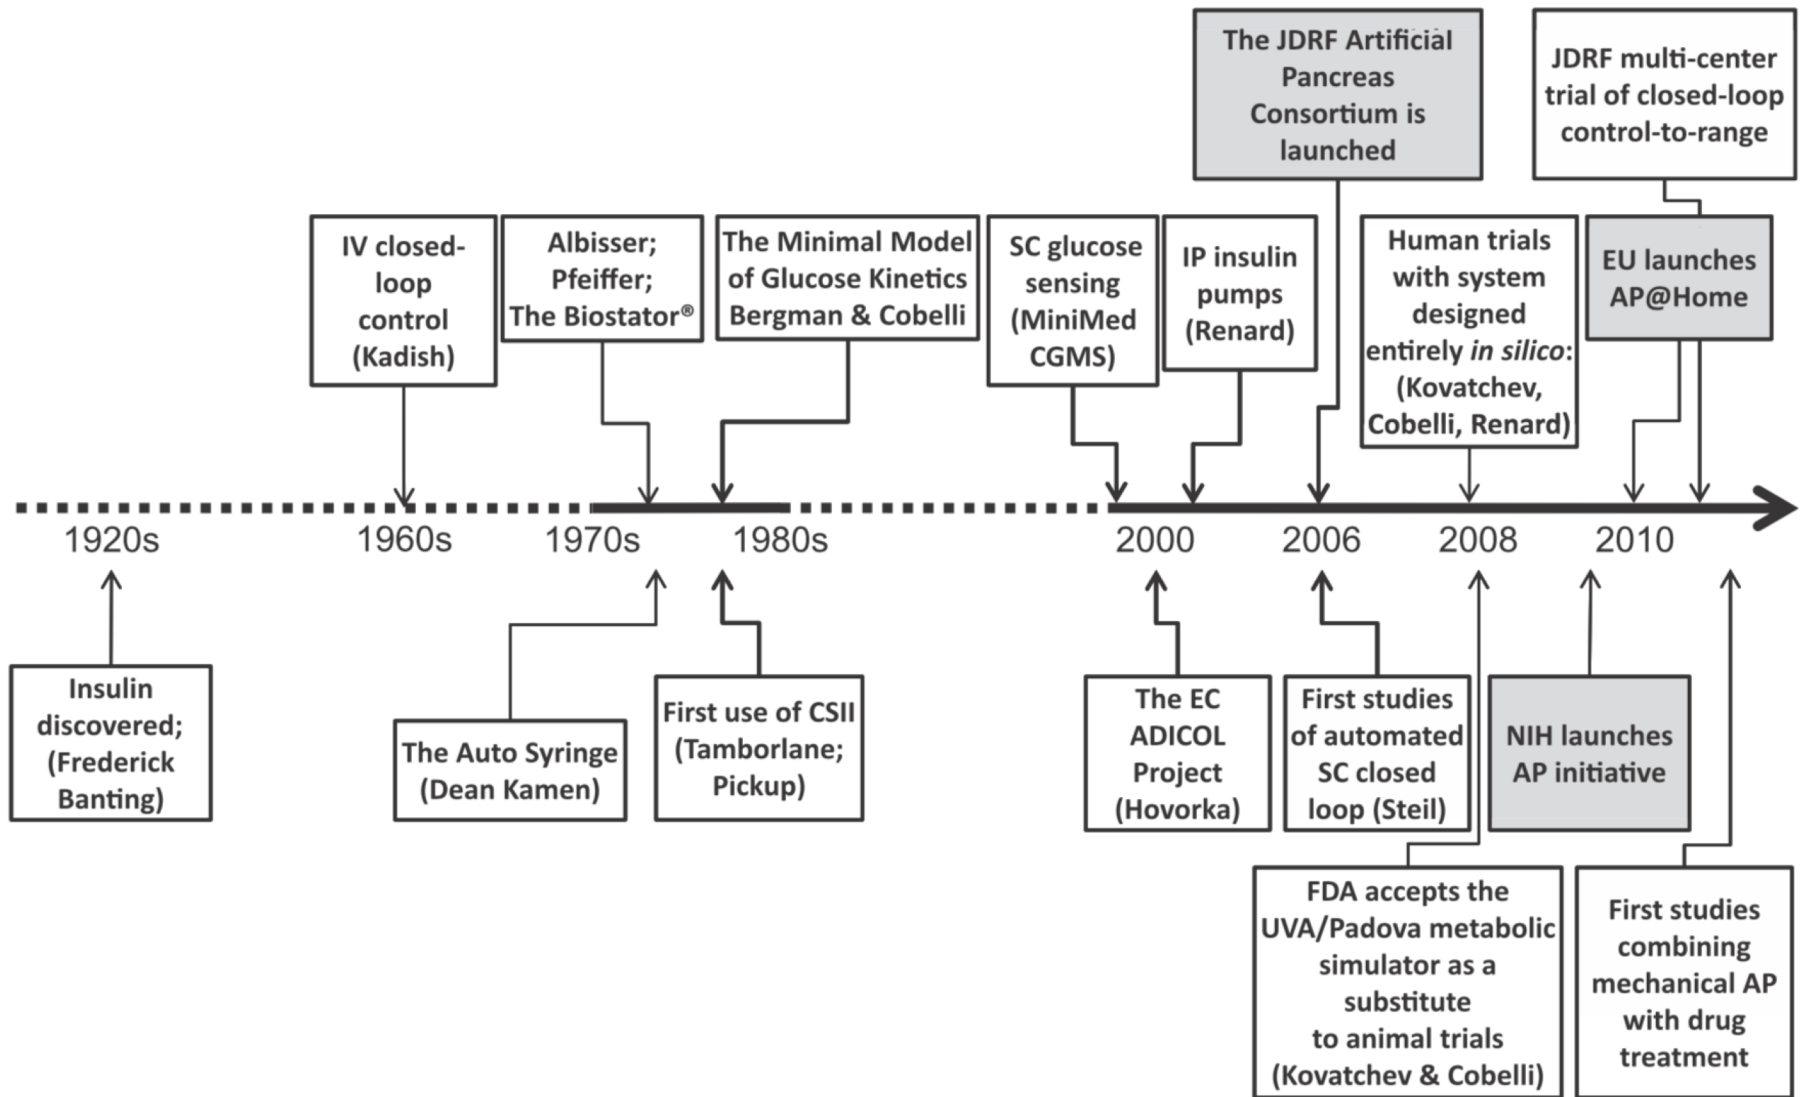 The JDRF Artificial
Pancreas
Consortium is
launched
JDRF multi-center
trial of closed-loop
control-to-range
IV closed-
loop
control
(Kadish)
Albisser;
Pfeiffer;
The Biostator®
The Minimal Model
of Glucose Kinetics
Bergman & Cobelli
SC glucose
sensing
(MiniMed
CGMS)
IP insulin
pumps
(Renard)
Human trials
with system
designed
entirely in silico:
(Kovatchev,
Cobelli, Renard)
EU launches
AP@Home
1920s
1960s
1970s
1980s
2000
2006
2008
2010
Insulin
discovered;
(Frederick
Banting)
The Auto Syringe
(Dean Kamen)
First use of CSII
(Tamborlane;
Pickup)
The EC
ADICOL
Project
(Hovorka)
First studies
of automated
SC closed
loop (Steil)
NIH launches
AP initiative
FDA accepts the
UVA/Padova metabolic
simulator as a
substitute
to animal trials
(Kovatchev & Cobelli)
First studies
combining
mechanical AP
with drug
treatment